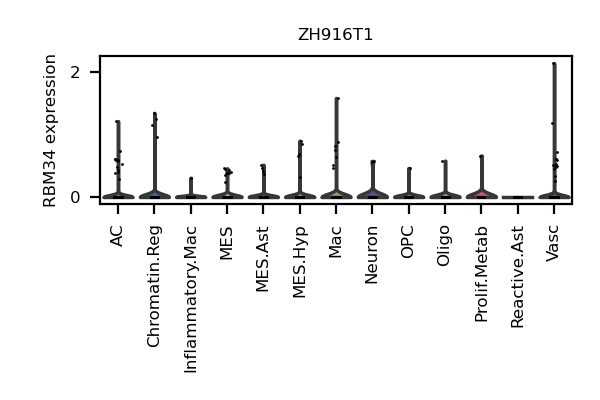 ZH916T1
RBM34 expression
2
0
AC
Chromatin.Reg
Inflammatory.Mac
MES
MES.Ast
MES.Hyp
Mac
Neuron
OPC
Oligo
Prolif.Metab
Reactive.Ast
Vasc